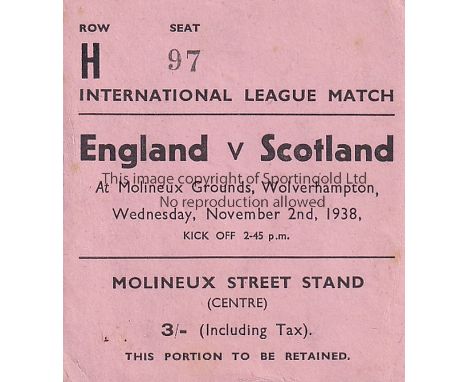 ROW SEAT
H 97
INTERNATIONAL LEAGUE MATCH
England v Scotland
This image copyright of Sportingold Ltd
At Molineux Grounds, Wolverhampton,
No reproduction allowed
Wednesday, November 2nd, 1938,
KICK OFF 2-45 p.m.
MOLINEUX STREET STAND
(CENTRE)
3/- (Including Tax).
THIS PORTION TO BE RETAINED.